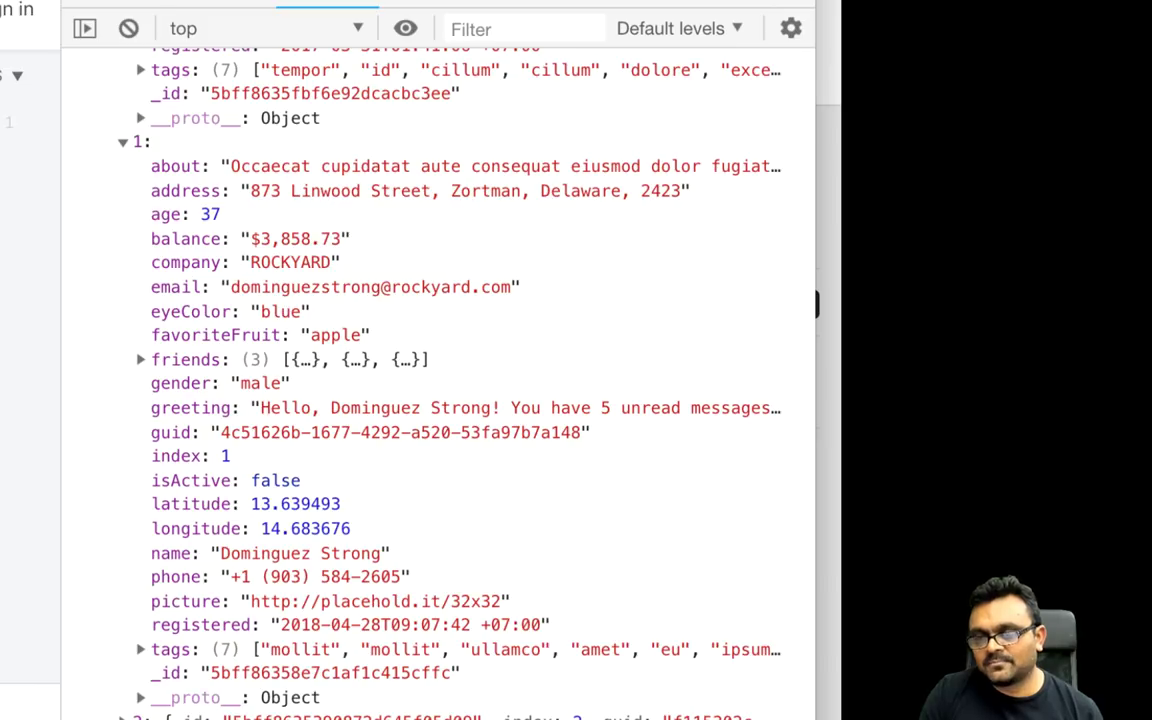 n in
top
Filter
Default levels
s
tags: (7) ["tempor", "id", "cillum", "cillum", "dolore", "exce…
1
_id: "5bff8635fbf6e92dcacbc3ee"
__proto__: Object
1:
about: "Occaecat cupidatat aute consequat eiusmod dolor fugiat…
address: "873 Linwood Street, Zortman, Delaware, 2423"
age: 37
balance: "$3,858.73"
company: "ROCKYARD"
email: "dominguezstrong@rockyard.com"
eyeColor: "blue"
favoriteFruit: "apple"
friends: (3) [{…}, {…}, {…}]
gender: "male"
greeting: "Hello, Dominguez Strong! You have 5 unread messages…
guid: "4c51626b-1677-4292-a520-53fa97b7a148"
index: 1
isActive: false
latitude: 13.639493
longitude: 14.683676
name: "Dominguez Strong"
phone: "+1 (903) 584-2605"
picture: "http://placehold.it/32x32"
registered: "2018-04-28T09:07:42 +07:00"
tags: (7) ["mollit", "mollit", "ullamco", "amet", "eu", "ipsum…
_id: "5bff86358e7c1af1c415cffc"
__proto__: Object